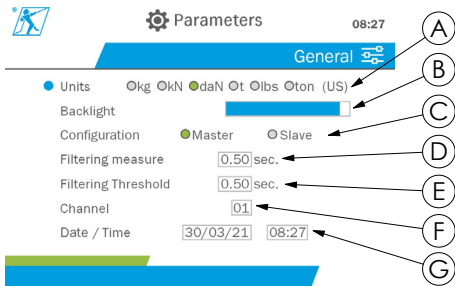 Parameters 08:27
General
Units kg kN daN t lbs ton (US)
Backlight
Configuration Master Slave
Filtering measure 0.50 sec.
Filtering Threshold 0.50 sec.
Channel 01
Date / Time 30/03/21 08:27
A
B
C
D
E
F
G